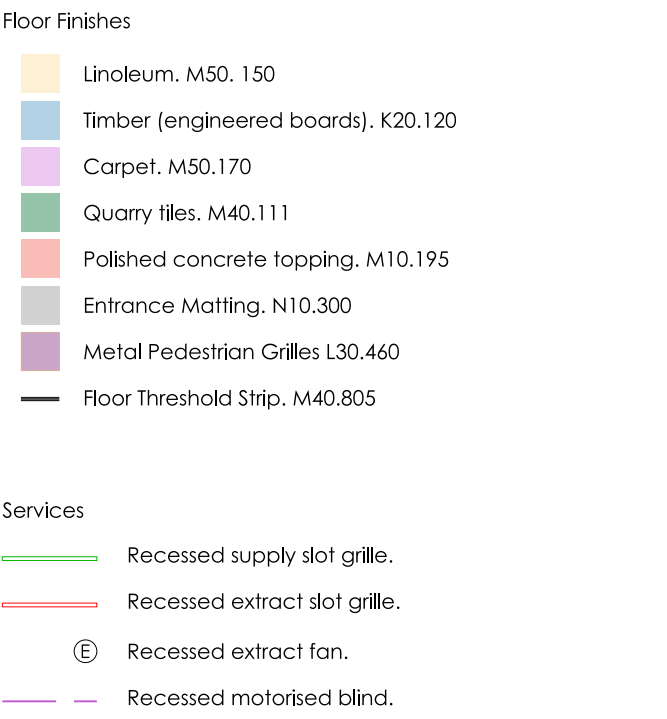 Floor Finishes
Linoleum. M50. 150
Timber (engineered boards). K20.120
Carpet. M50.170
Quarry tiles. M40.111
Polished concrete topping. M10.195
Entrance Matting. N10.300
Metal Pedestrian Grilles L30.460
Floor Threshold Strip. M40.805
Services
Recessed supply slot grille.
Recessed extract slot grille.
E Recessed extract fan.
Recessed motorised blind.